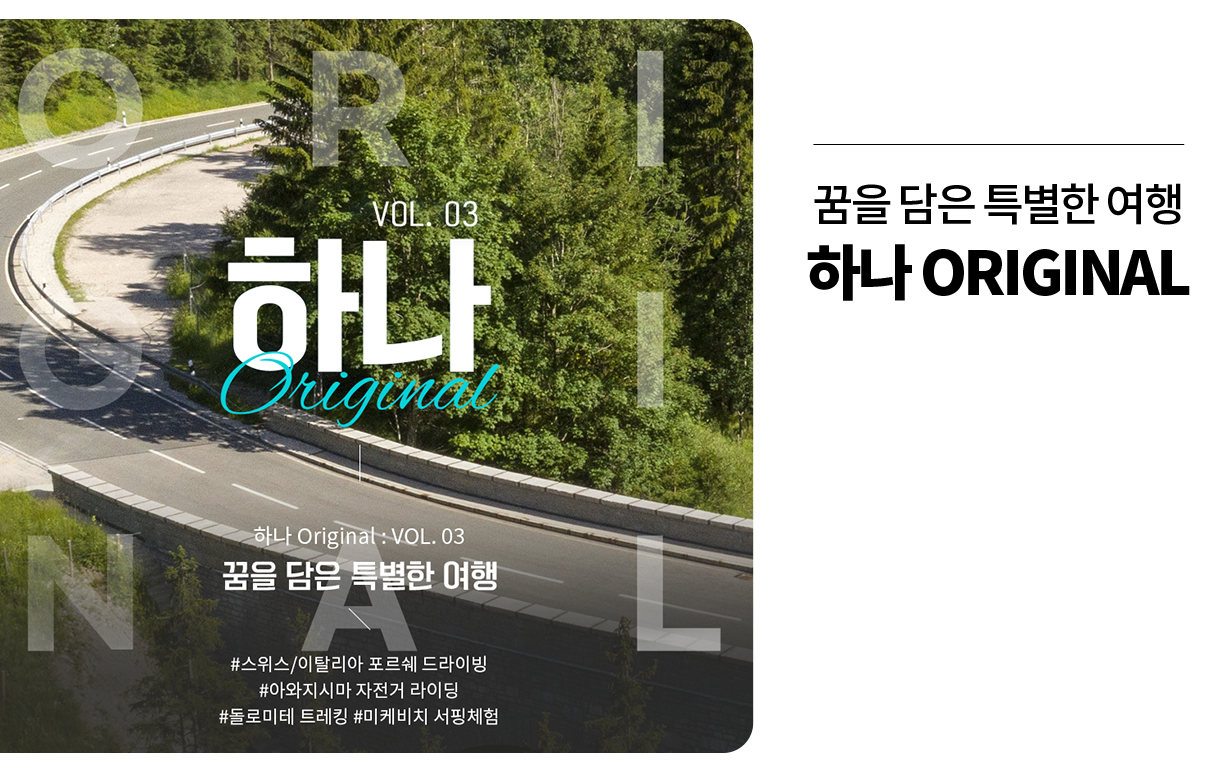 O R I
G I
N A L
VOL. 03
하나
Original
하나 Original : VOL. 03
꿈을 담은 특별한 여행
#스위스/이탈리아 포르쉐 드라이빙
#아와지시마 자전거 라이딩
#돌로미테 트레킹 #미케비치 서핑체험
꿈을 담은 특별한 여행
하나 ORIGINAL